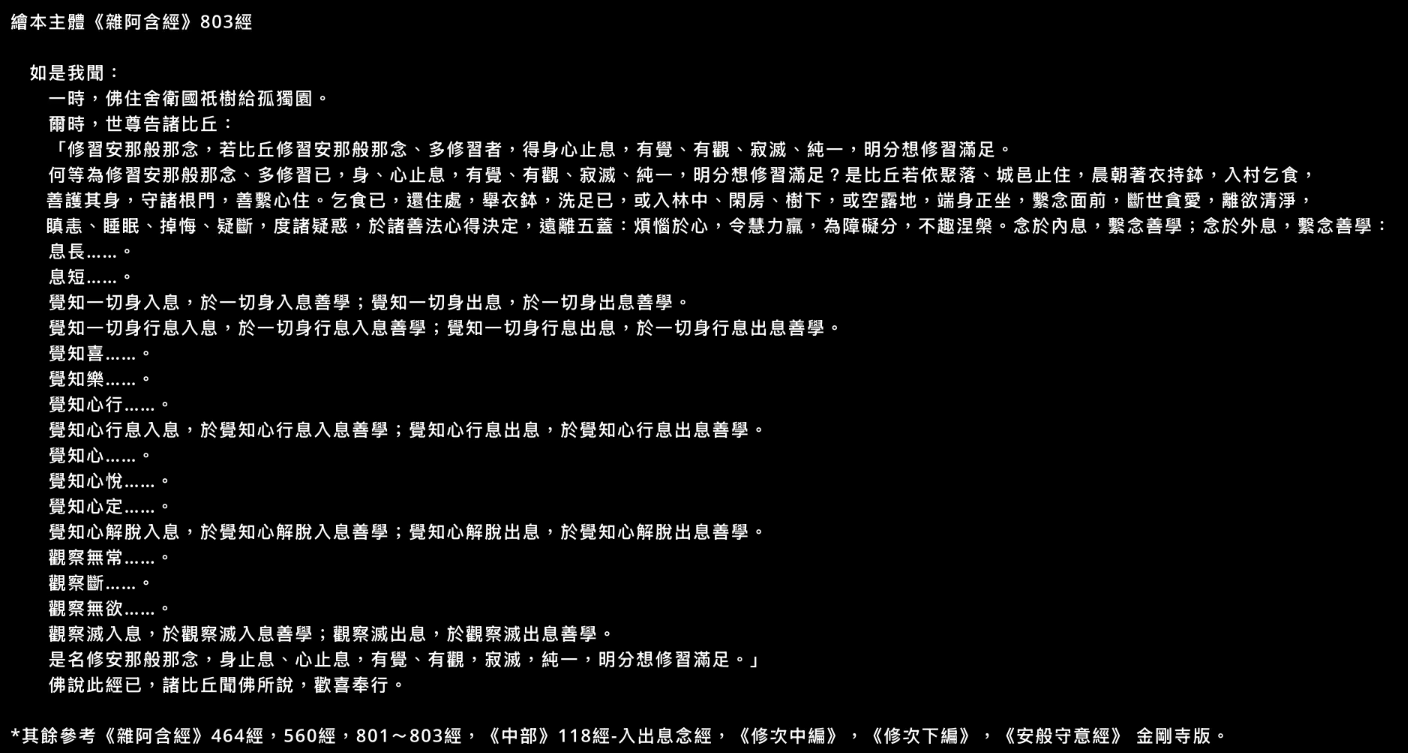 繪本主體《雜阿含經》803經
如是我聞：
一時，佛住舍衛國祇樹給孤獨園。
爾時，世尊告諸比丘：
「修習安那般那念，若比丘修習安那般那念、多修習者，得身心止息，有覺、有觀、寂滅、純一，明分想修習滿足。
何等為修習安那般那念、多修習已，身、心止息，有覺、有觀、寂滅、純一，明分想修習滿足？是比丘若依聚落、城邑止住，晨朝著衣持鉢，入村乞食，
善護其身，守諸根門，善繫心住。乞食已，還住處，舉衣鉢，洗足已，或入林中、閑房、樹下，或空露地，端身正坐，繫念面前，斷世貪愛，離欲清淨，
瞋恚、睡眠、掉悔、疑斷，度諸疑惑，於諸善法心得決定，遠離五蓋：煩惱於心，令慧力羸，為障礙分，不趣涅槃。念於內息，繫念善學；念於外息，繫念善學：
息長……。
息短……。
覺知一切身入息，於一切身入息善學；覺知一切身出息，於一切身出息善學。
覺知一切身行息入息，於一切身行息入息善學；覺知一切身行息出息，於一切身行息出息善學。
覺知喜……。
覺知樂……。
覺知心行……。
覺知心行息入息，於覺知心行息入息善學；覺知心行息出息，於覺知心行息出息善學。
覺知心……。
覺知心悅……。
覺知心定……。
覺知心解脫入息，於覺知心解脫入息善學；覺知心解脫出息，於覺知心解脫出息善學。
觀察無常……。
觀察斷……。
觀察無欲……。
觀察滅入息，於觀察滅入息善學；觀察滅出息，於觀察滅出息善學。
是名修安那般那念，身止息、心止息，有覺、有觀，寂滅，純一，明分想修習滿足。」
佛說此經已，諸比丘聞佛所說，歡喜奉行。
*其餘參考《雜阿含經》464經，560經，801～803經，《中部》118經-入出息念經，《修次中編》，《修次下編》，《安般守意經》 金剛寺版。